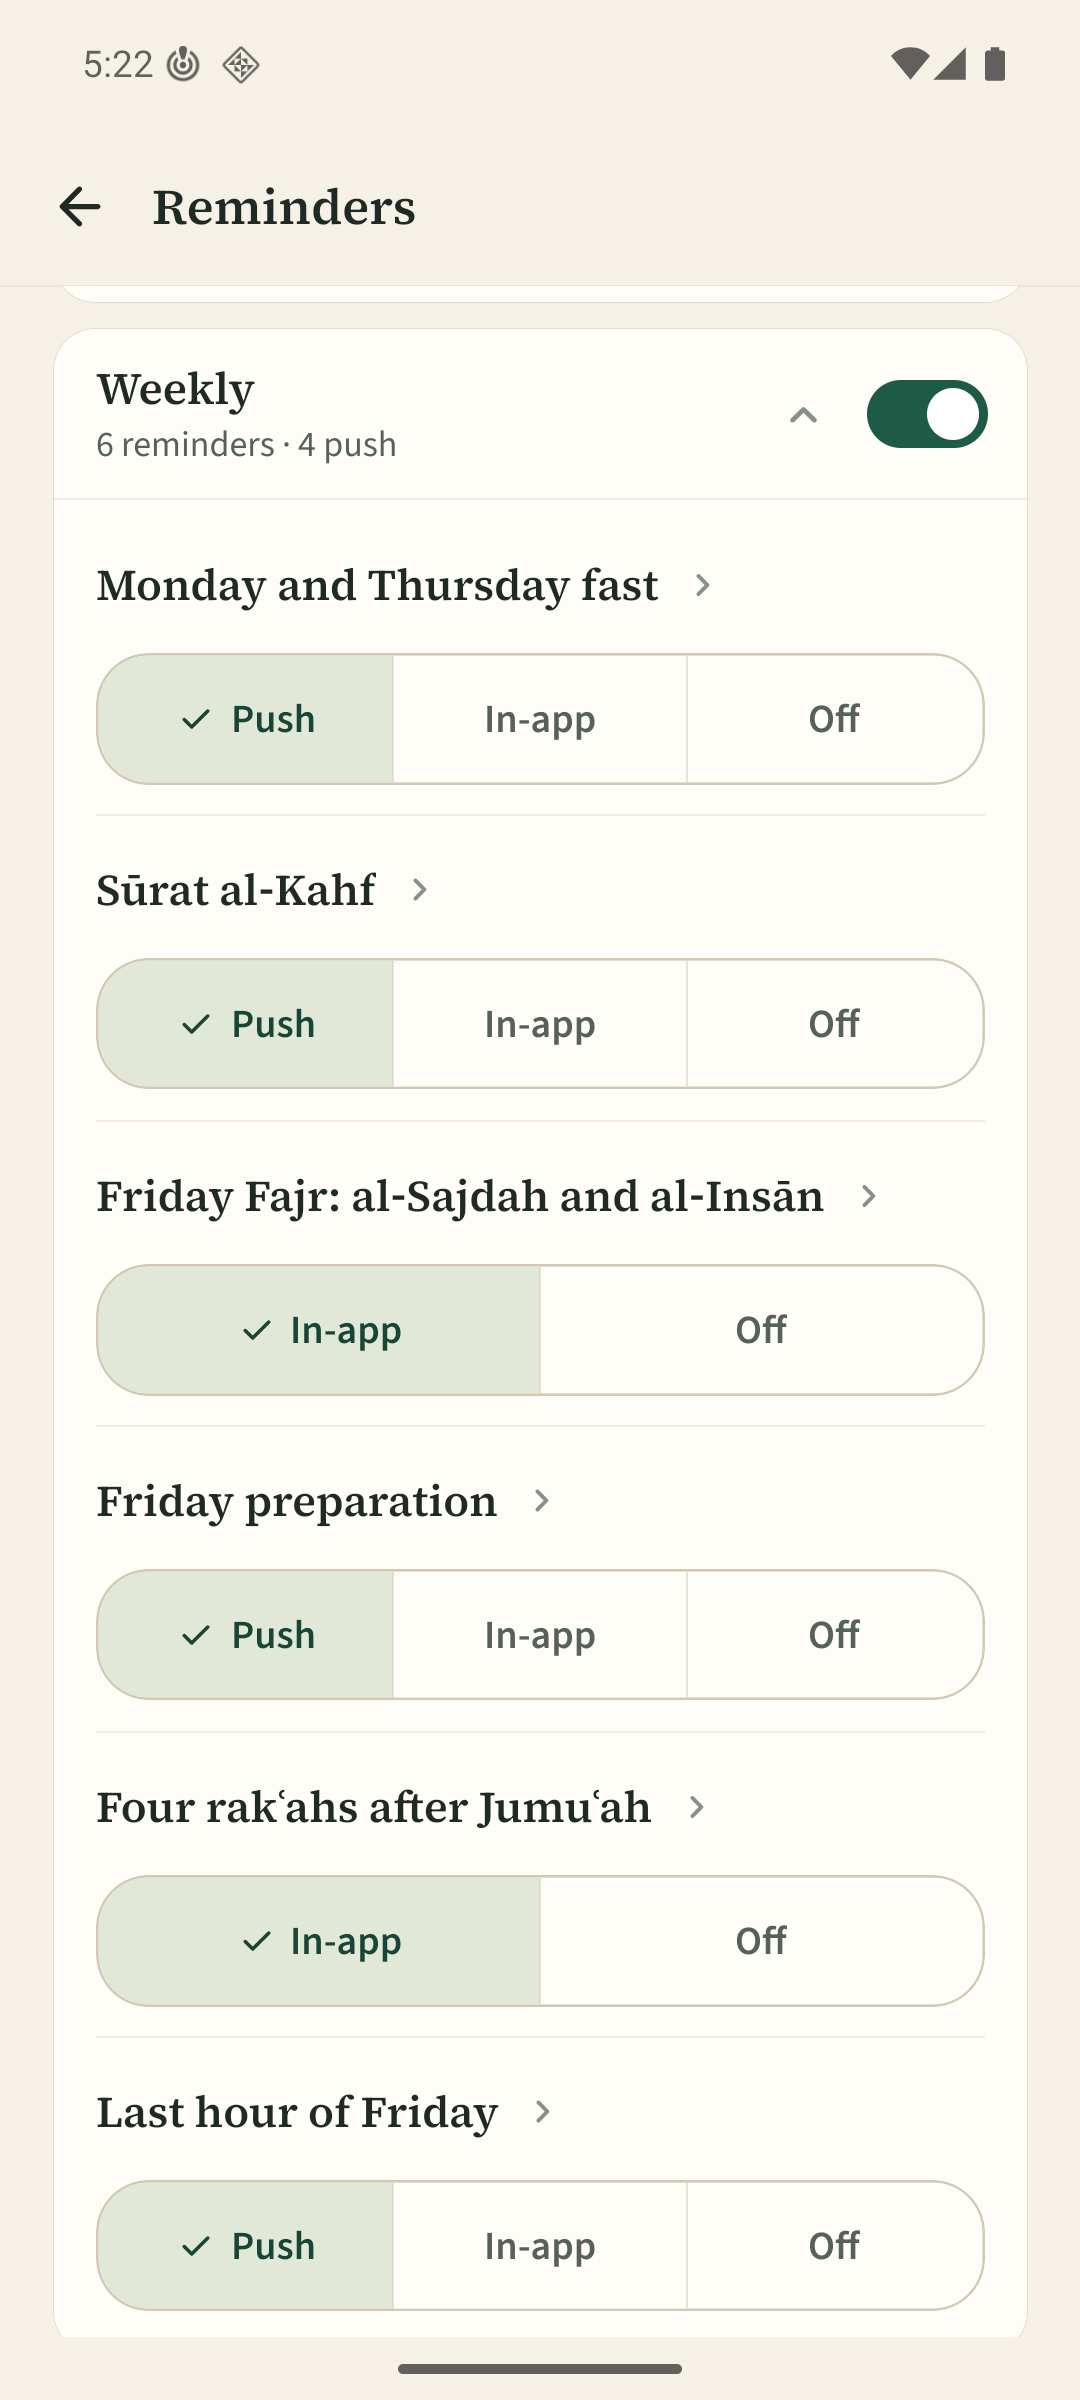 5:22
Reminders
Weekly
6 reminders · 4 push
Monday and Thursday fast
Push
In-app
Off
Sūrat al-Kahf
Push
In-app
Off
Friday Fajr: al-Sajdah and al-Insān
In-app
Off
Friday preparation
Push
In-app
Off
Four rakʿahs after Jumuʿah
In-app
Off
Last hour of Friday
Push
In-app
Off